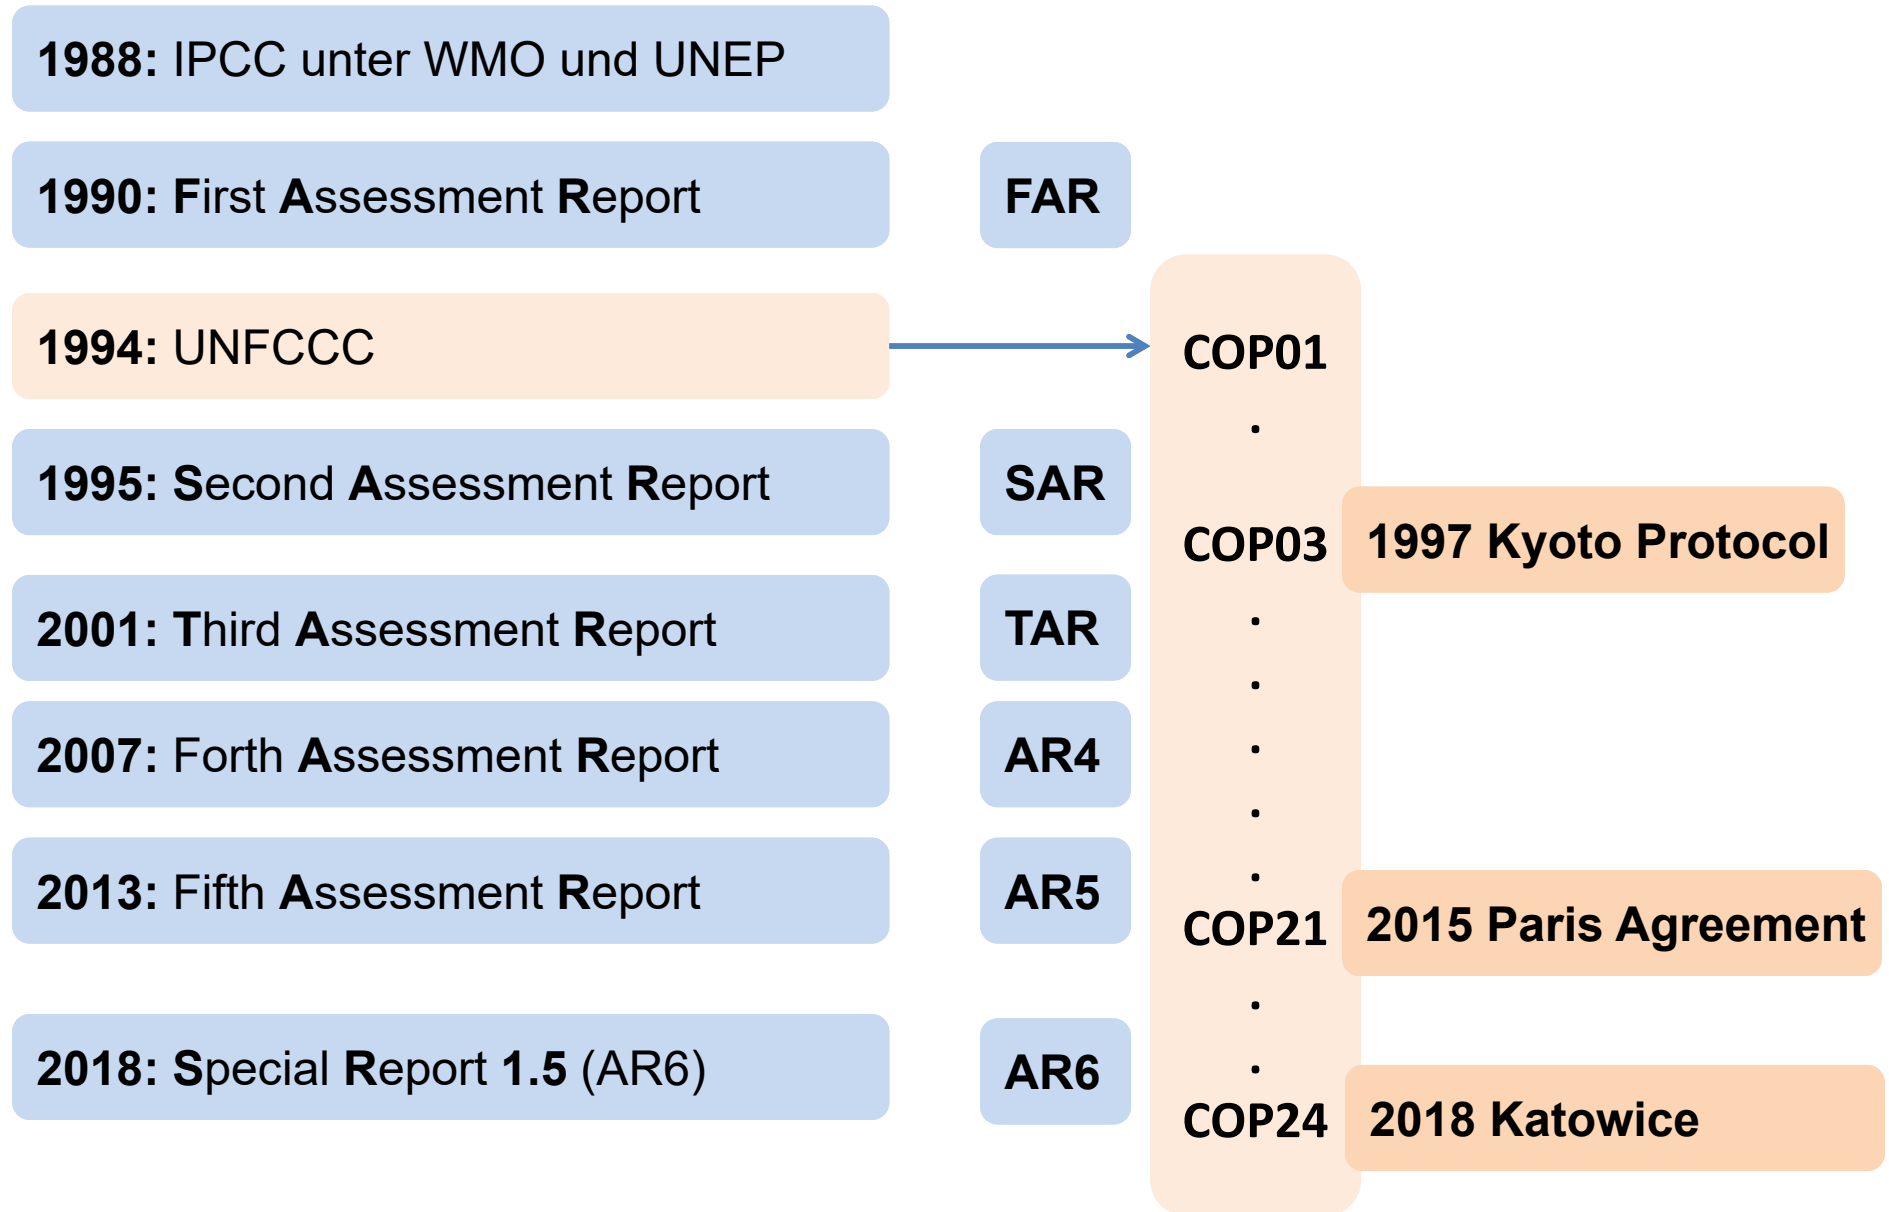 1988: IPCC unter WMO und UNEP
1990: First Assessment Report
FAR
1994: UNFCCC
COP01
.
1995: Second Assessment Report
SAR
COP03
1997 Kyoto Protocol
2001: Third Assessment Report
TAR
.
.
2007: Forth Assessment Report
AR4
.
.
2013: Fifth Assessment Report
AR5
.
COP21
2015 Paris Agreement
.
2018: Special Report 1.5 (AR6)
AR6
.
COP24
2018 Katowice